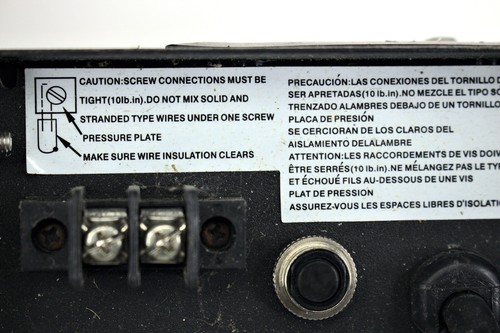 CAUTION:SCREW CONNECTIONS MUST BE
TIGHT(10lb.in).DO NOT MIX SOLID AND
STRANDED TYPE WIRES UNDER ONE SCREW
PRESSURE PLATE
MAKE SURE WIRE INSULATION CLEARS
PRECAUCIÓN:LAS CONEXIONES DEL TORNILLO D
SER APRETADAS(10 lb.in).NO MEZCLE EL TIPO SÓ
TRENZADO ALAMBRES DEBAJO DE UN TORNILLO
PLACA DE PRESIÓN
SE CERCIORAN DE LOS CLAROS DEL
AISLAMIENTO DELALAMBRE
ATTENTION:LES RACCORDEMENTS DE VIS DOIV
ÊTRE SERRÉS(10 lb.in).NE MÉLANGEZ PAS LE TY
ET ÉCHOUÉ FILS AU-DESSOUS DE UNE VIS
PLAT DE PRESSION
ASSUREZ-VOUS LES ESPACES LIBRES D'ISOLAT